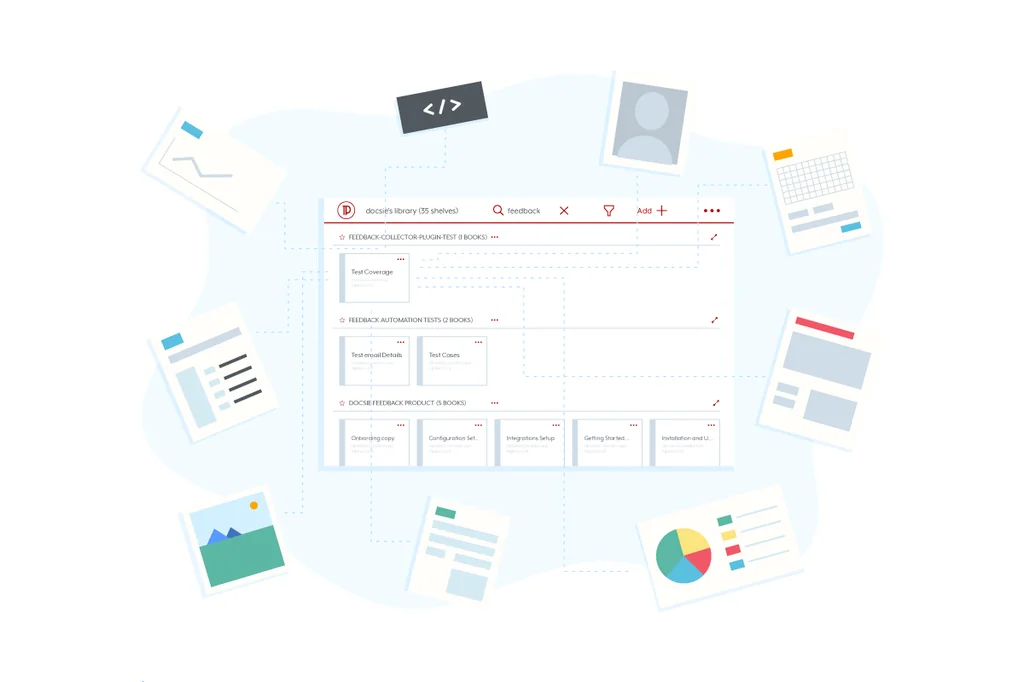 </>
docsie's library (35 shelves)
feedback
Add
FEEDBACK-COLLECTOR-PLUGIN-TEST (1 BOOKS)
Test Coverage
FEEDBACK AUTOMATION TESTS (2 BOOKS)
Test email Details
Test Cases
DOCSIE FEEDBACK PRODUCT (5 BOOKS)
Onboarding copy
Configuration Set...
Integrations Setup
Getting Started...
Installation and U...